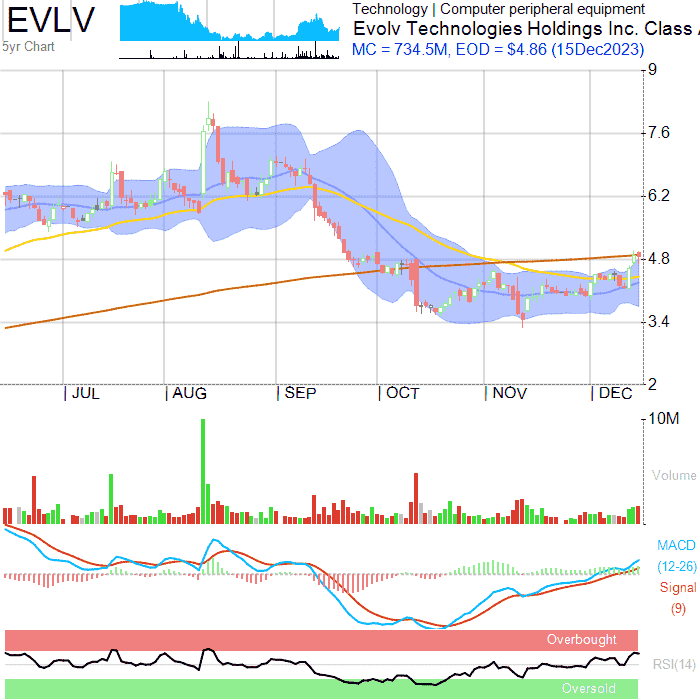 EVLV
5yr Chart
Technology | Computer peripheral equipment
Evolv Technologies Holdings Inc. Class
MC = 734.5M, EOD = $4.86 (15Dec2023)
9
7.6
6.2
4.8
3.4
2
JUL AUG SEP OCT NOV DEC
10M
Volume
MACD
(12-26)
Signal
(9)
Overbought
RSI(14)
Oversold